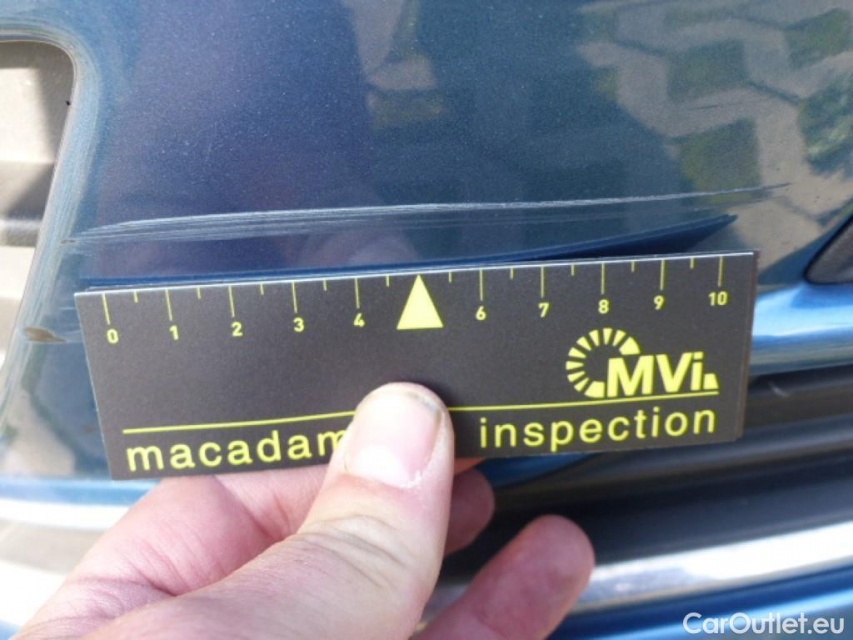 0 1 2 3 4 6 7 8 9 10
MVi
macadam inspection
CarOutlet.eu